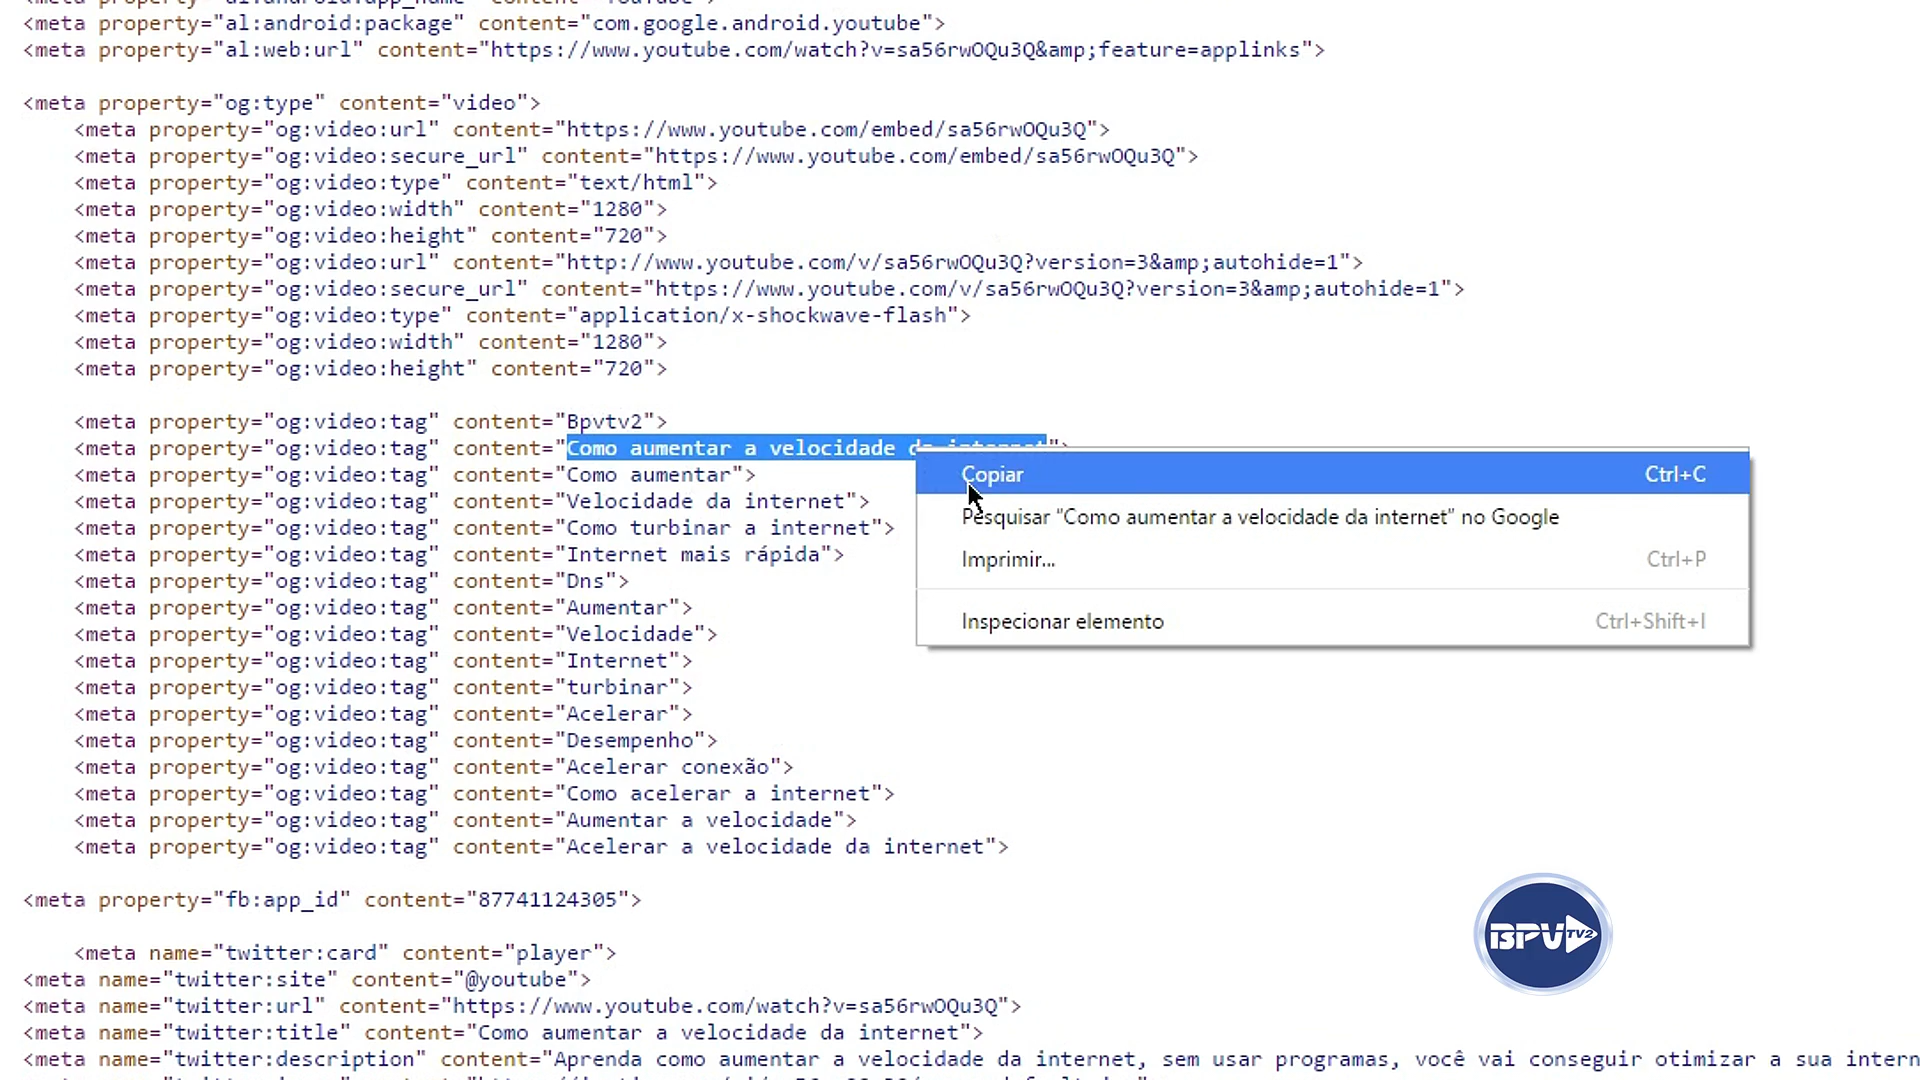 <meta property="al:android:app_name" content="YouTube">
<meta property="al:android:package" content="com.google.android.youtube">
<meta property="al:web:url" content="https://www.youtube.com/watch?v=sa56rwOQu3Q&amp;feature=applinks">
<meta property="og:type" content="video">
<meta property="og:video:url" content="https://www.youtube.com/embed/sa56rwOQu3Q">
<meta property="og:video:secure_url" content="https://www.youtube.com/embed/sa56rwOQu3Q">
<meta property="og:video:type" content="text/html">
<meta property="og:video:width" content="1280">
<meta property="og:video:height" content="720">
<meta property="og:video:url" content="http://www.youtube.com/v/sa56rwOQu3Q?version=3&amp;autohide=1">
<meta property="og:video:secure_url" content="https://www.youtube.com/v/sa56rwOQu3Q?version=3&amp;autohide=1">
<meta property="og:video:type" content="application/x-shockwave-flash">
<meta property="og:video:width" content="1280">
<meta property="og:video:height" content="720">
<meta property="og:video:tag" content="Bpvtv2">
<meta property="og:video:tag" content="Como aumentar a velocidade da internet">
<meta property="og:video:tag" content="Como aumentar">
<meta property="og:video:tag" content="Velocidade da internet">
<meta property="og:video:tag" content="Como turbinar a internet">
<meta property="og:video:tag" content="Internet mais rápida">
<meta property="og:video:tag" content="Dns">
<meta property="og:video:tag" content="Aumentar">
<meta property="og:video:tag" content="Velocidade">
<meta property="og:video:tag" content="Internet">
<meta property="og:video:tag" content="turbinar">
<meta property="og:video:tag" content="Acelerar">
<meta property="og:video:tag" content="Desempenho">
<meta property="og:video:tag" content="Acelerar conexão">
<meta property="og:video:tag" content="Como acelerar a internet">
<meta property="og:video:tag" content="Aumentar a velocidade">
<meta property="og:video:tag" content="Acelerar a velocidade da internet">
Copiar Ctrl+C
Pesquisar “Como aumentar a velocidade da internet” no Google
Imprimir... Ctrl+P
Inspecionar elemento Ctrl+Shift+I
<meta property="fb:app_id" content="87741124305">
<meta name="twitter:card" content="player">
<meta name="twitter:site" content="@youtube">
<meta name="twitter:url" content="https://www.youtube.com/watch?v=sa56rwOQu3Q">
<meta name="twitter:title" content="Como aumentar a velocidade da internet">
<meta name="twitter:description" content="Aprenda como aumentar a velocidade da internet, sem usar programas, você vai conseguir otimizar a sua intern
BPV TV2